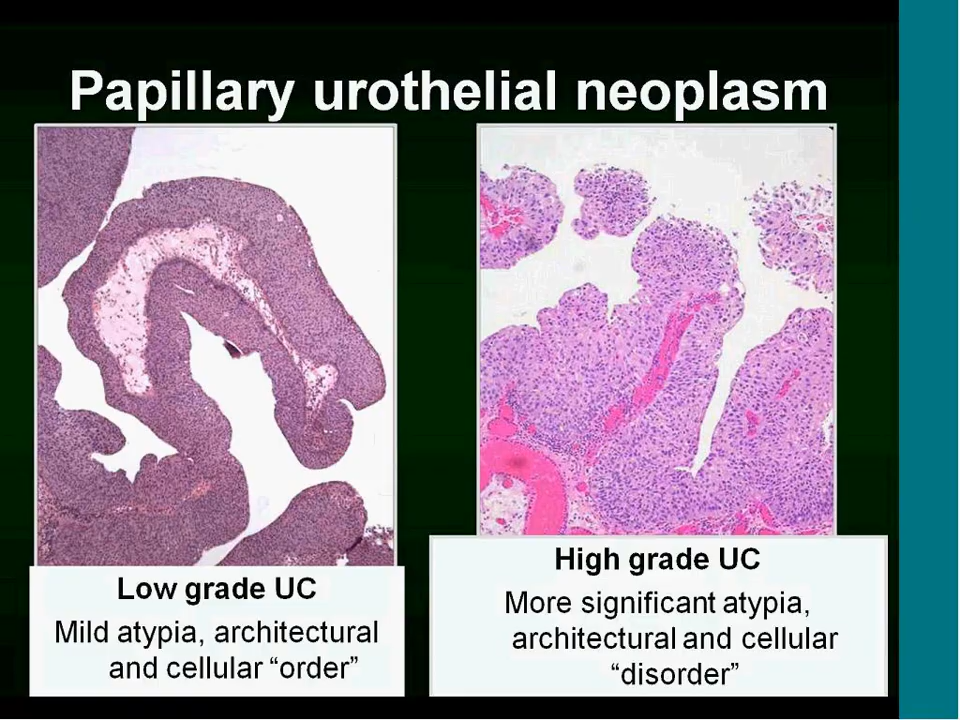 Papillary urothelial neoplasm
Low grade UC
Mild atypia, architectural
and cellular “order”
High grade UC
More significant atypia,
architectural and cellular
“disorder”